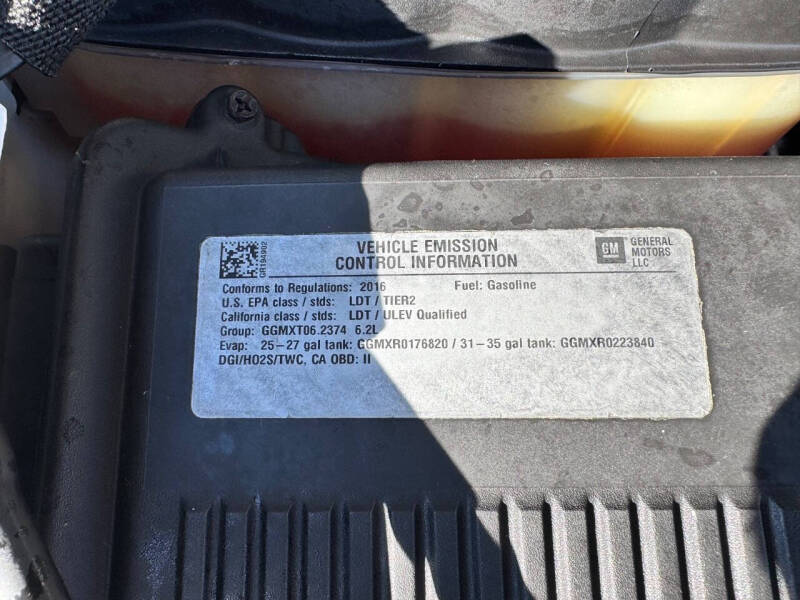 VEHICLE EMISSION
CONTROL INFORMATION
GM
GENERAL
MOTORS
LLC
Conforms to Regulations: 2016 Fuel: Gasoline
U.S. EPA class / stds: LDT / TIER2
California class / stds: LDT / ULEV Qualified
Group: GGMXT06.2374 6.2L
Evap: 25-27 gal tank: GGMXR0176820 / 31-35 gal tank: GGMXR0223840
DGI/HO2S/TWC, CA OBD: II